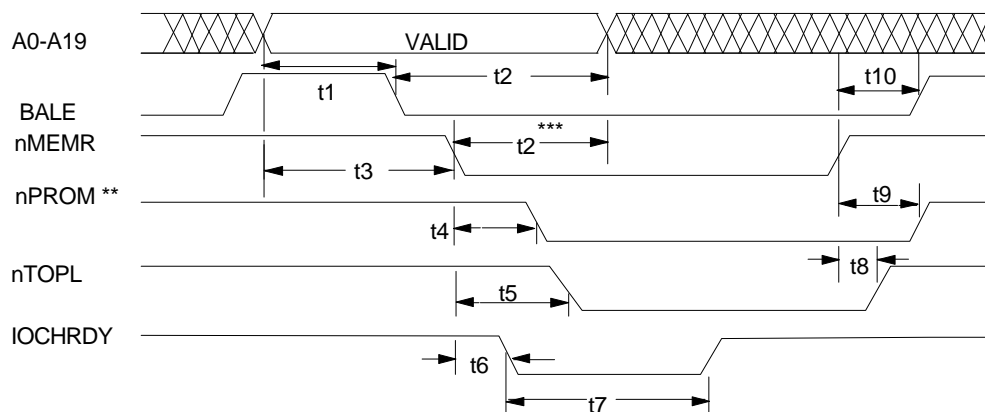 A0-A19
VALID
t1
t2
t10
BALE
nMEMR
***
t2
t3
nPROM **
t9
t4
t8
nTOPL
t5
IOCHRDY
t6
t7